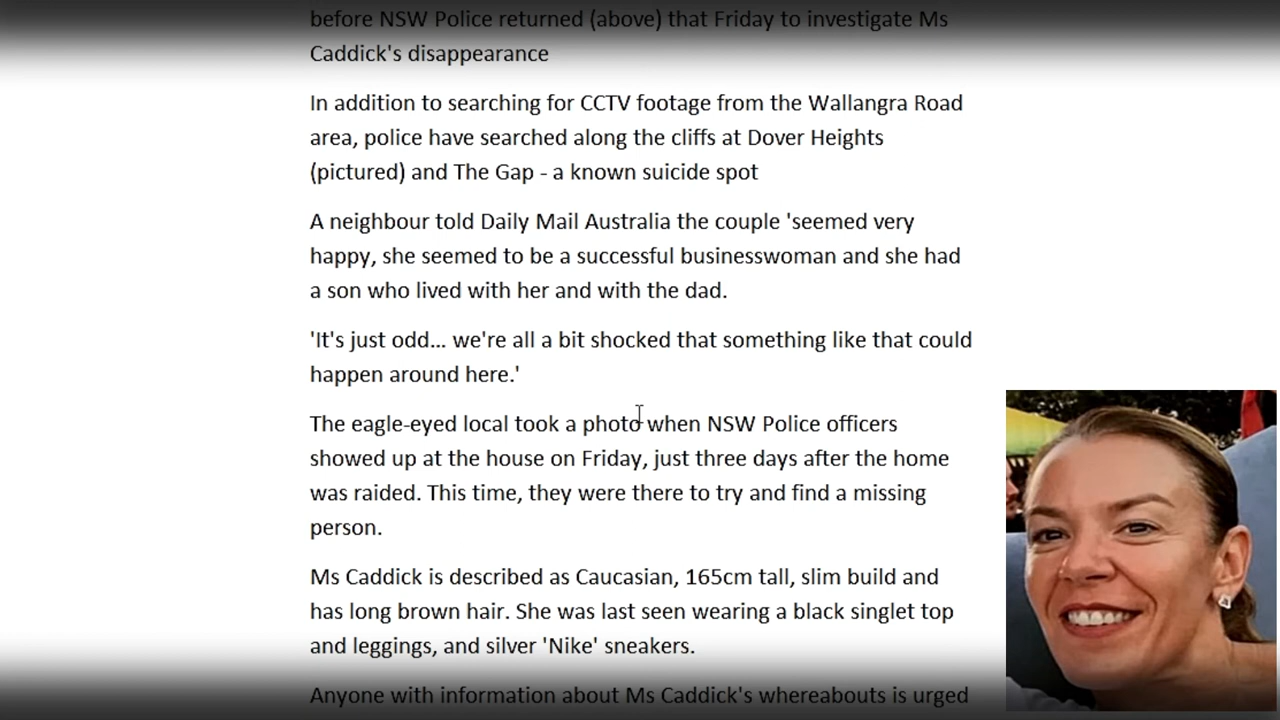 before NSW Police returned (above) that Friday to investigate Ms
Caddick's disappearance
In addition to searching for CCTV footage from the Wallangra Road
area, police have searched along the cliffs at Dover Heights
(pictured) and The Gap - a known suicide spot
A neighbour told Daily Mail Australia the couple 'seemed very
happy, she seemed to be a successful businesswoman and she had
a son who lived with her and with the dad.
'It's just odd... we're all a bit shocked that something like that could
happen around here.'
The eagle-eyed local took a photo when NSW Police officers
showed up at the house on Friday, just three days after the home
was raided. This time, they were there to try and find a missing
person.
Ms Caddick is described as Caucasian, 165cm tall, slim build and
has long brown hair. She was last seen wearing a black singlet top
and leggings, and silver 'Nike' sneakers.
Anyone with information about Ms Caddick's whereabouts is urged